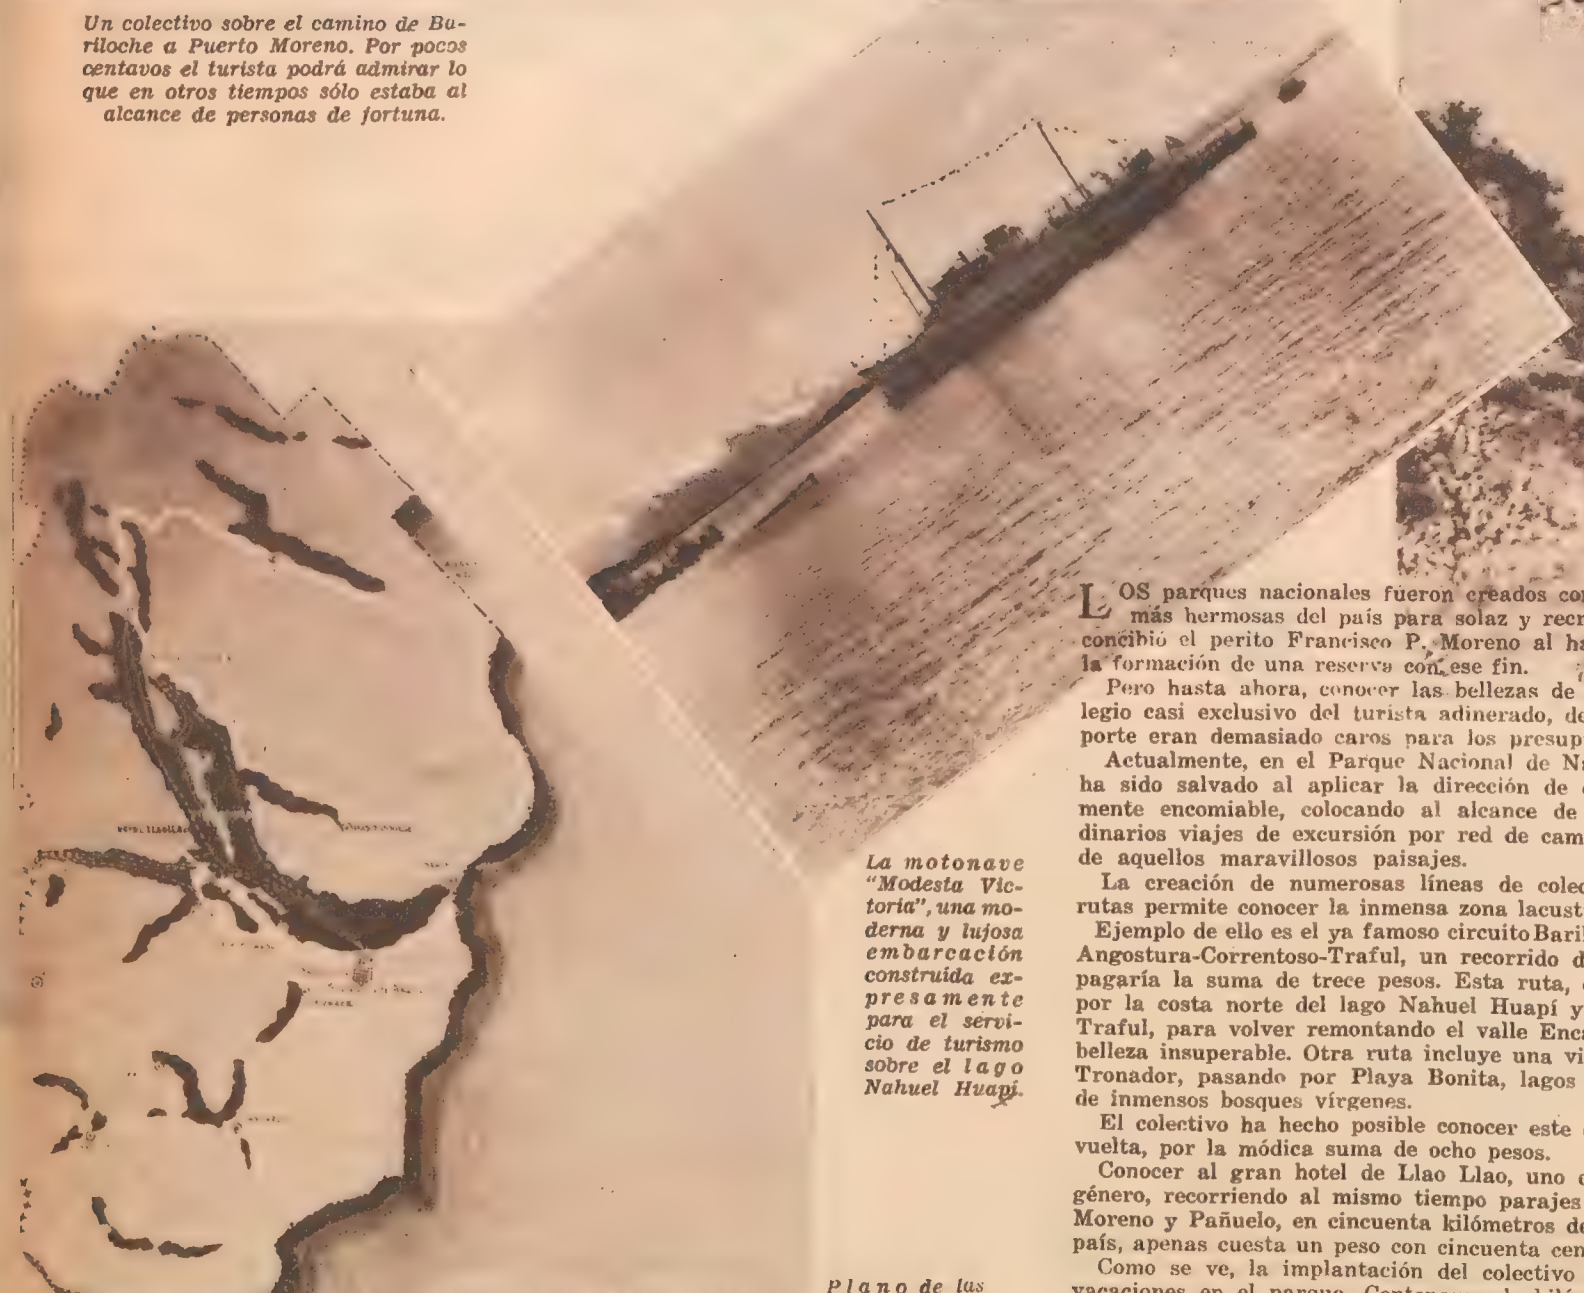 Un colectivo sobre el camino de Ba-
riloche a Puerto Moreno. Por pocos
centavos el turista podrá admirar lo
que en otros tiempos sólo estaba al
alcance de personas de fortuna.
La motonave
"Modesta Vic-
toria", una mo-
derna y lujosa
embarcación
construída ex-
presamente
para el servi-
cio de turismo
sobre el lago
Nahuel Huapí.
Plano de las
LOS parques nacionales fueron creados con
más hermosas del país para solaz y recr
concibió el perito Francisco P. Moreno al ha
la formación de una reserva con ese fin.
Pero hasta ahora, conocer las bellezas de
legio casi exclusivo del turista adinerado, de
porte eran demasiado caros para los presup
Actualmente, en el Parque Nacional de Na
ha sido salvado al aplicar la dirección de
mente encomiable, colocando al alcance de
dinarios viajes de excursión por red de cam
de aquellos maravillosos paisajes.
La creación de numerosas líneas de colec
rutas permite conocer la inmensa zona lacust
Ejemplo de ello es el ya famoso circuito Baril
Angostura-Correntoso-Traful, un recorrido d
pagaría la suma de trece pesos. Esta ruta,
por la costa norte del lago Nahuel Huapí y
Traful, para volver remontando el valle Enca
belleza insuperable. Otra ruta incluye una vi
Tronador, pasando por Playa Bonita, lagos
de inmensos bosques vírgenes.
El colectivo ha hecho posible conocer este
vuelta, por la módica suma de ocho pesos.
Conocer al gran hotel de Llao Llao, uno d
género, recorriendo al mismo tiempo parajes
Moreno y Pañuelo, en cincuenta kilómetros de
país, apenas cuesta un peso con cincuenta cen
Como se ve, la implantación del colectivo
vacaciones en el parque.